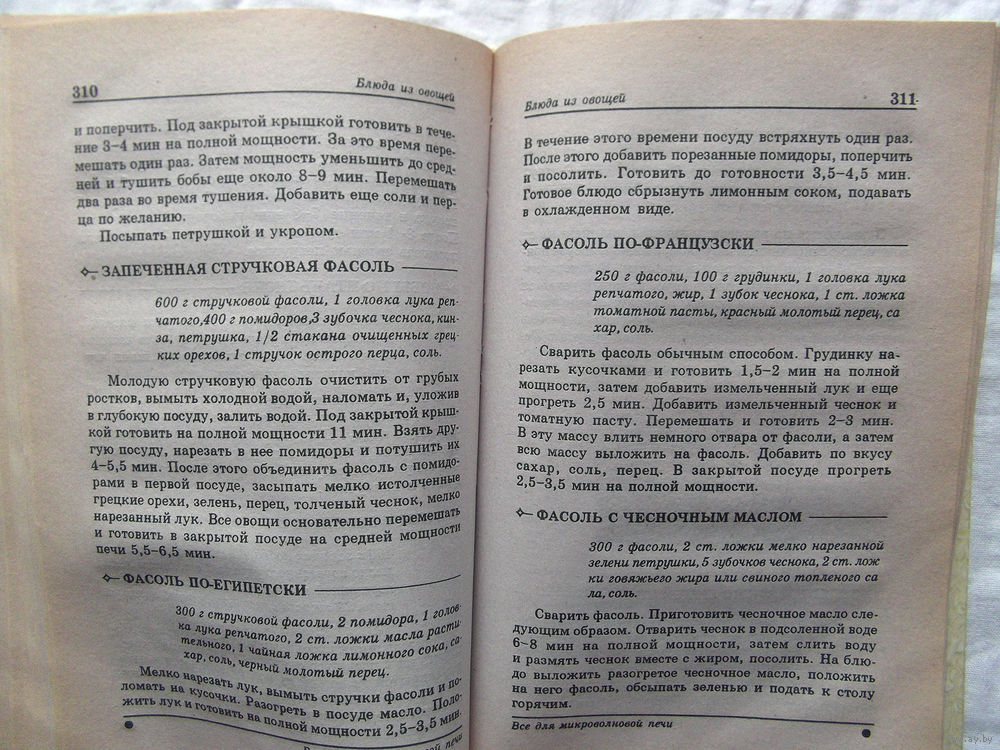 310
Блюда из овощей
и поперчить. Под закрытой крышкой готовить в тече-
ние 3–4 мин на полной мощности. За это время пере-
мешать один раз. Затем мощность уменьшить до сред-
ней и тушить бобы еще около 8–9 мин. Перемешать
два раза во время тушения. Добавить еще соли и пер-
ца по желанию.
Посыпать петрушкой и укропом.
ЗАПЕЧЕННАЯ СТРУЧКОВАЯ ФАСОЛЬ
600 г стручковой фасоли, 1 головка лука реп-
чатого,400 г помидоров,3 зубочка чеснока, кин-
за, петрушка, 1/2 стакана очищенных грец-
ких орехов, 1 стручок острого перца, соль.
Молодую стручковую фасоль очистить от грубых
ростков, вымыть холодной водой, наломать и, уложив
в глубокую посуду, залить водой. Под закрытой крыш-
кой готовить на полной мощности 11 мин. Взять дру-
гую посуду, нарезать в нее помидоры и потушить их
4–5,5 мин. После этого объединить фасоль с помидо-
рами в первой посуде, засыпать мелко истолченные
грецкие орехи, зелень, перец, толченый чеснок, мелко
нарезанный лук. Все овощи основательно перемешать
и готовить в закрытой посуде на средней мощности
печи 5,5–6,5 мин.
ФАСОЛЬ ПО-ЕГИПЕТСКИ
300 г стручковой фасоли, 2 помидора, 1 голов-
ка лука репчатого, 2 ст. ложки масла расти-
тельного, 1 чайная ложка лимонного сока, са-
хар, соль, черный молотый перец.
Мелко нарезать лук, вымыть стручки фасоли и по-
ломать на кусочки. Разогреть в посуде масло. Поло-
жить лук и готовить на полной мощности 2,5–3,5 мин.
печи
Блюда из овощей
311
В течение этого времени посуду встряхнуть один раз.
После этого добавить порезанные помидоры, поперчить
и посолить. Готовить до готовности 3,5–4,5 мин.
Готовое блюдо сбрызнуть лимонным соком, подавать
в охлажденном виде.
ФАСОЛЬ ПО-ФРАНЦУЗСКИ
250 г фасоли, 100 г грудинки, 1 головка лука
репчатого, жир, 1 зубок чеснока, 1 ст. ложка
томатной пасты, красный молотый перец, са
хар, соль.
Сварить фасоль обычным способом. Грудинку на-
резать кусочками и готовить 1,5–2 мин на полной
мощности, затем добавить измельченный лук и еще
прогреть 2,5 мин. Добавить измельченный чеснок и
томатную пасту. Перемешать и готовить 2–3 мин.
В эту массу влить немного отвара от фасоли, а затем
всю массу выложить на фасоль. Добавить по вкусу
сахар, соль, перец. В закрытой посуде прогреть
2,5–3,5 мин на полной мощности.
ФАСОЛЬ С ЧЕСНОЧНЫМ МАСЛОМ
300 г фасоли, 2 ст. ложки мелко нарезанной
зелени петрушки, 5 зубочков чеснока, 2 ст. лож
ки говяжьего жира или свиного топленого са
ла, соль.
Сварить фасоль. Приготовить чесночное масло сле-
дующим образом. Отварить чеснок в подсоленной воде
6–8 мин на полной мощности, затем слить воду
и размять чеснок вместе с жиром, посолить. На блю-
до выложить разогретое чесночное масло, положить
на него фасоль, обсыпать зеленью и подать к столу
горячим.
Все для микроволновой печи